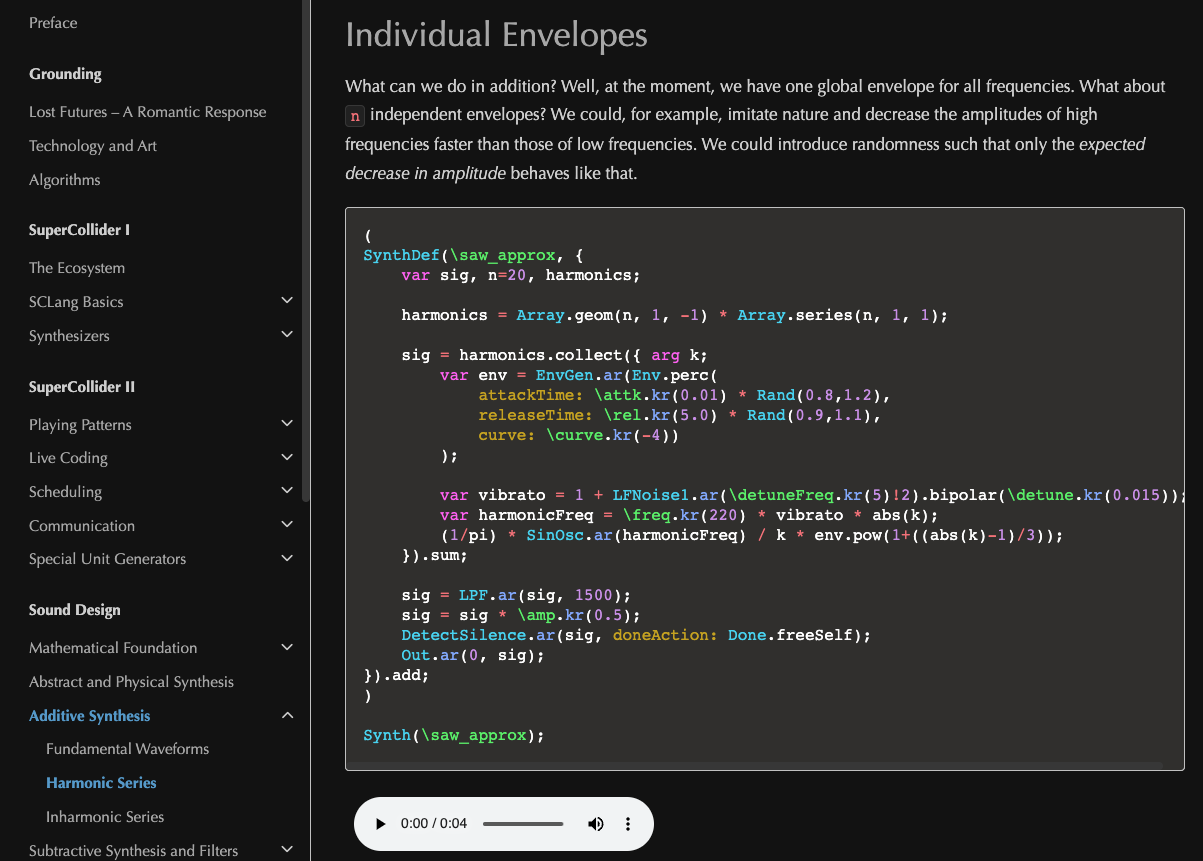 Preface
Grounding
Lost Futures – A Romantic Response
Technology and Art
Algorithms
SuperCollider I
The Ecosystem
SCLang Basics
Synthesizers
SuperCollider II
Playing Patterns
Live Coding
Scheduling
Communication
Special Unit Generators
Sound Design
Mathematical Foundation
Abstract and Physical Synthesis
Additive Synthesis
Fundamental Waveforms
Harmonic Series
Inharmonic Series
Subtractive Synthesis and Filters
Individual Envelopes
What can we do in addition? Well, at the moment, we have one global envelope for all frequencies. What about
n independent envelopes? We could, for example, imitate nature and decrease the amplitudes of high
frequencies faster than those of low frequencies. We could introduce randomness such that only the expected
decrease in amplitude behaves like that.
(
SynthDef(\saw_approx, {
    var sig, n=20, harmonics;
    harmonics = Array.geom(n, 1, -1) * Array.series(n, 1, 1);
    sig = harmonics.collect({ arg k;
        var env = EnvGen.ar(Env.perc(
            attackTime: \attk.kr(0.01) * Rand(0.8,1.2),
            releaseTime: \rel.kr(5.0) * Rand(0.9,1.1),
            curve: \curve.kr(-4))
        );
        var vibrato = 1 + LFNoise1.ar(\detuneFreq.kr(5)!2).bipolar(\detune.kr(0.015));
        var harmonicFreq = \freq.kr(220) * vibrato * abs(k);
        (1/pi) * SinOsc.ar(harmonicFreq) / k * env.pow(1+((abs(k)-1)/3));
    }).sum;
    sig = LPF.ar(sig, 1500);
    sig = sig * \amp.kr(0.5);
    DetectSilence.ar(sig, doneAction: Done.freeSelf);
    Out.ar(0, sig);
}).add;
)
Synth(\saw_approx);
0:00 / 0:04